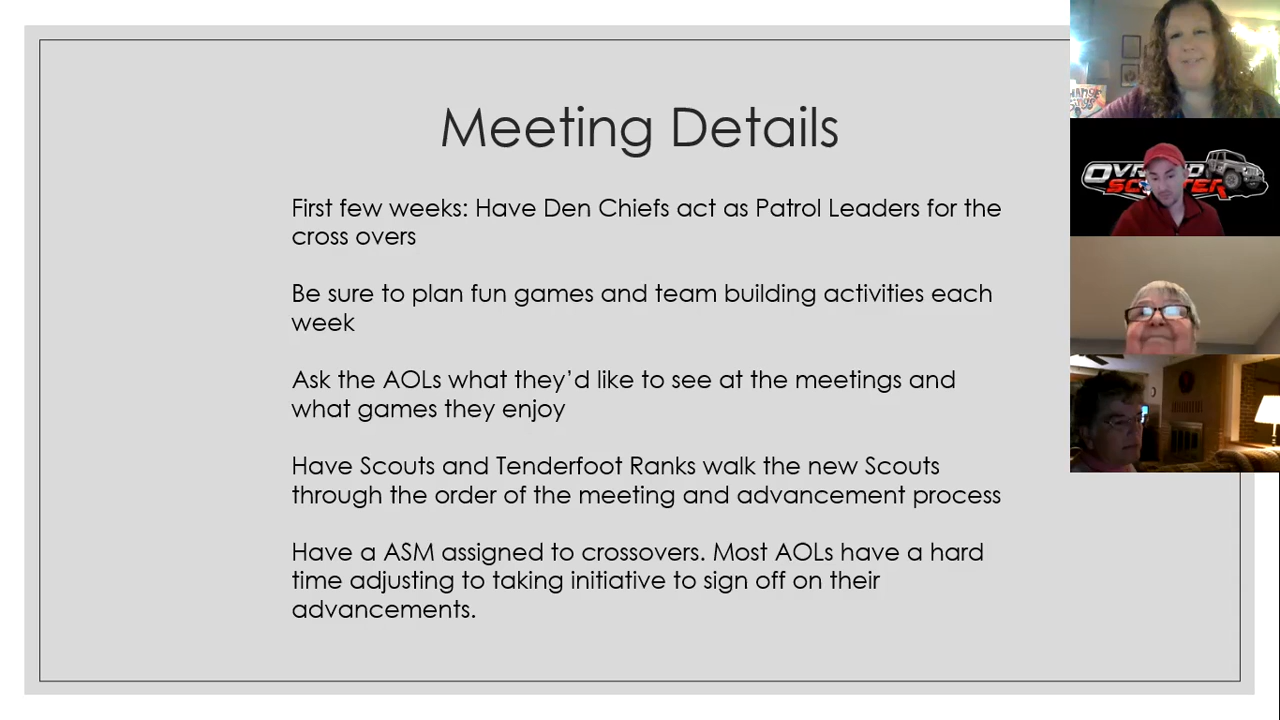 Meeting Details
First few weeks: Have Den Chiefs act as Patrol Leaders for the
cross overs
Be sure to plan fun games and team building activities each
week
Ask the AOLs what they’d like to see at the meetings and
what games they enjoy
Have Scouts and Tenderfoot Ranks walk the new Scouts
through the order of the meeting and advancement process
Have a ASM assigned to crossovers. Most AOLs have a hard
time adjusting to taking initiative to sign off on their
advancements.